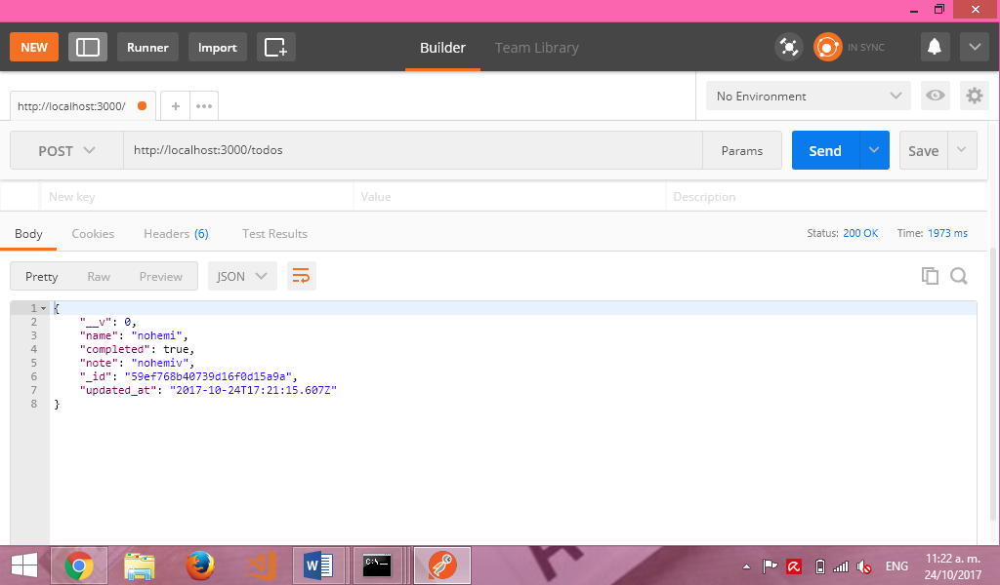 NEW Runner Import Builder Team Library IN SYNC
http://localhost:3000/ + ••• No Environment
POST http://localhost:3000/todos Params Send Save
New key Value Description
Body Cookies Headers (6) Test Results Status: 200 OK Time: 1973 ms
Pretty Raw Preview JSON
1 {
2 "__v": 0,
3 "name": "nohemi",
4 "completed": true,
5 "note": "nohemiv",
6 "_id": "59ef768b40739d16f0d15a9a",
7 "updated_at": "2017-10-24T17:21:15.607Z"
8 }
C:\_
ENG 11:22 a. m.
24/10/2017